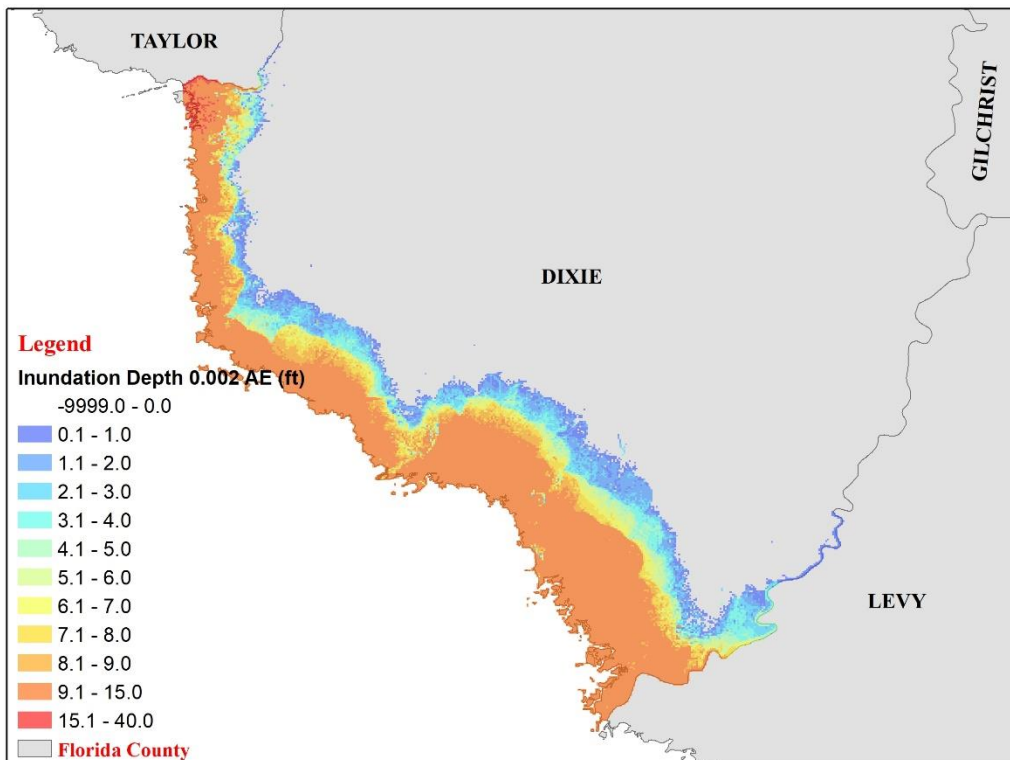 TAYLOR
GILCHRIST
DIXIE
LEVY
Legend
Inundation Depth 0.002 AE (ft)
-9999.0 - 0.0
0.1 - 1.0
1.1 - 2.0
2.1 - 3.0
3.1 - 4.0
4.1 - 5.0
5.1 - 6.0
6.1 - 7.0
7.1 - 8.0
8.1 - 9.0
9.1 - 15.0
15.1 - 40.0
Florida County